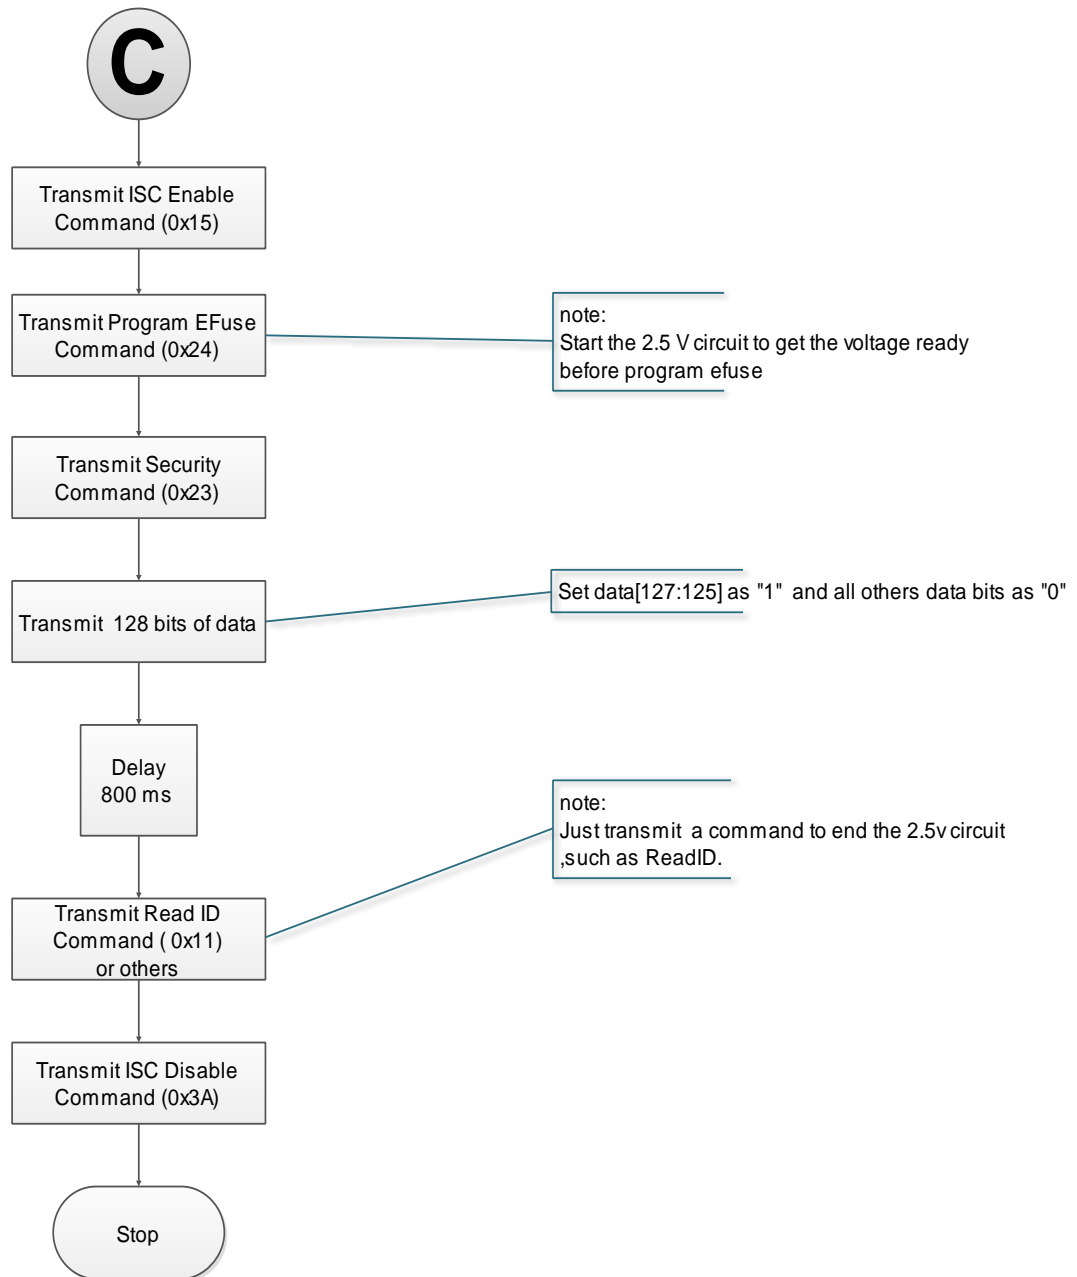 C
Transmit ISC Enable
Command (0x15)
Transmit Program EFuse
Command (0x24)
note:
Start the 2.5 V circuit to get the voltage ready
before program efuse
Transmit Security
Command (0x23)
Transmit 128 bits of data
Set data[127:125] as "1" and all others data bits as "0"
Delay
800 ms
note:
Just transmit a command to end the 2.5v circuit
,such as ReadID.
Transmit Read ID
Command ( 0x11)
or others
Transmit ISC Disable
Command (0x3A)
Stop